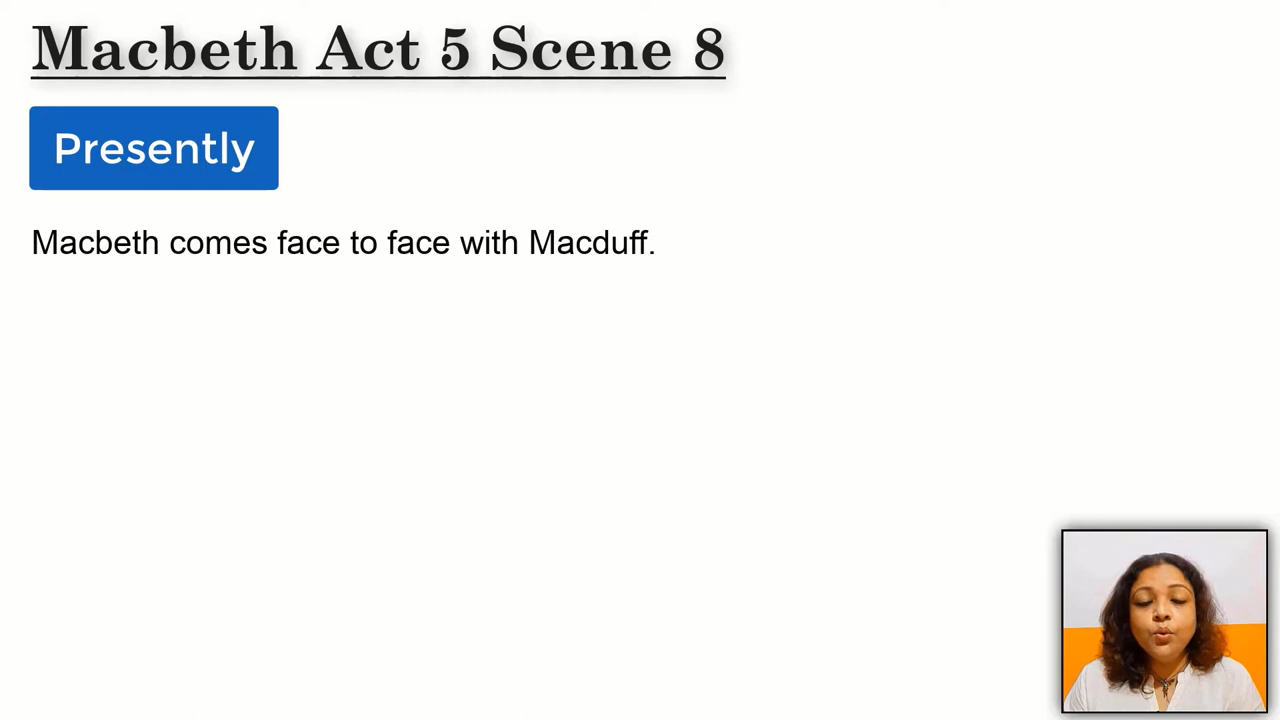 Macbeth Act 5 Scene 8
Presently
Macbeth comes face to face with Macduff.